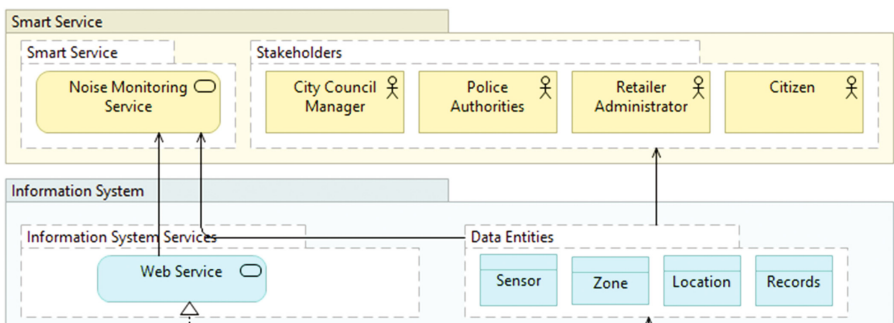 Smart Service
Smart Service
Stakeholders
Noise Monitoring
Service
City Council
Manager
Police
Authorities
Retailer
Administrator
Citizen
Information System
Information System Services
Data Entities
Web Service
Sensor
Zone
Location
Records